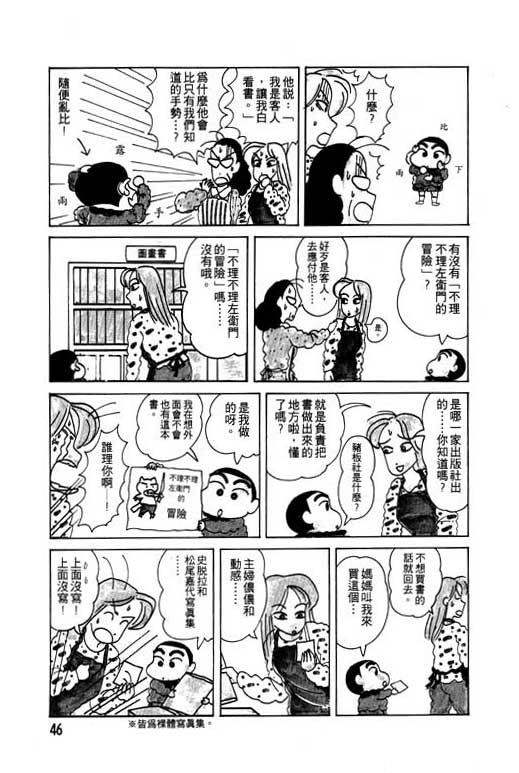 什麼？
比
下
雨
他說：「
我是客人
，讓我白
看書。」
爲什麼他會
比只有我們知
道的手勢…？
隨便亂比！
露
雨
手
有沒有「不理
不理左衛門的
冒險」？
好歹是客人，
去應付他…
是。
圖畫書
「不理不理左衛門
的冒險」嗎……
沒有哦。
是哪一家出版社出
的…你知道嗎？
豬板社是什麼？
就是負責把
書做出來的
地方啦，懂
了嗎？
是我做
的呀。
我在想外
面會不會
也有這本
書。
不理不理
左衛門
的
冒險
誰理你啊！
不想買書的
話就回去。
媽媽叫我來
買這個…
主婦儂儂和
動感……
史脱拉和
松尾嘉代寫眞集
……
上面沒寫！
上面沒寫！
※皆爲裸體寫眞集。
46